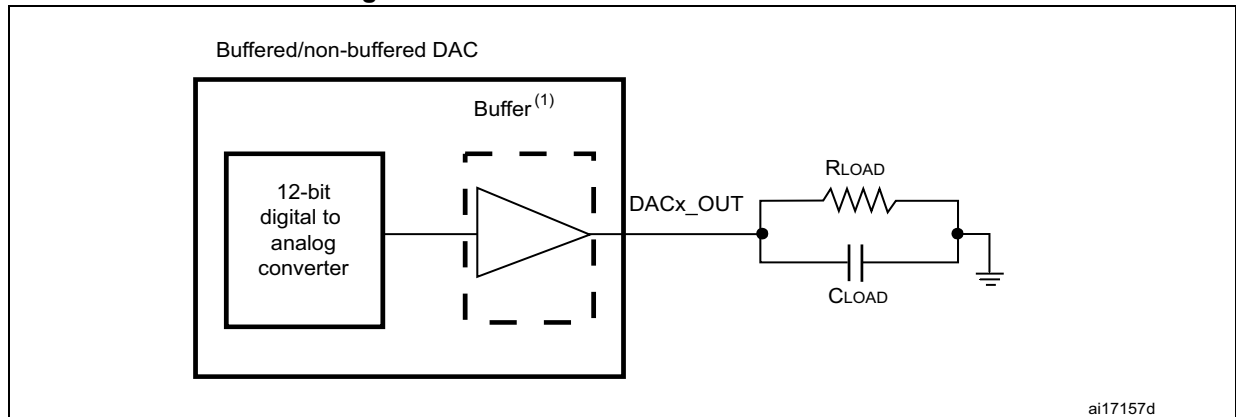 Buffered/non-buffered DAC
Buffer (1)
12-bit
digital to
analog
converter
DACx_OUT
RLOAD
CLOAD
ai17157d